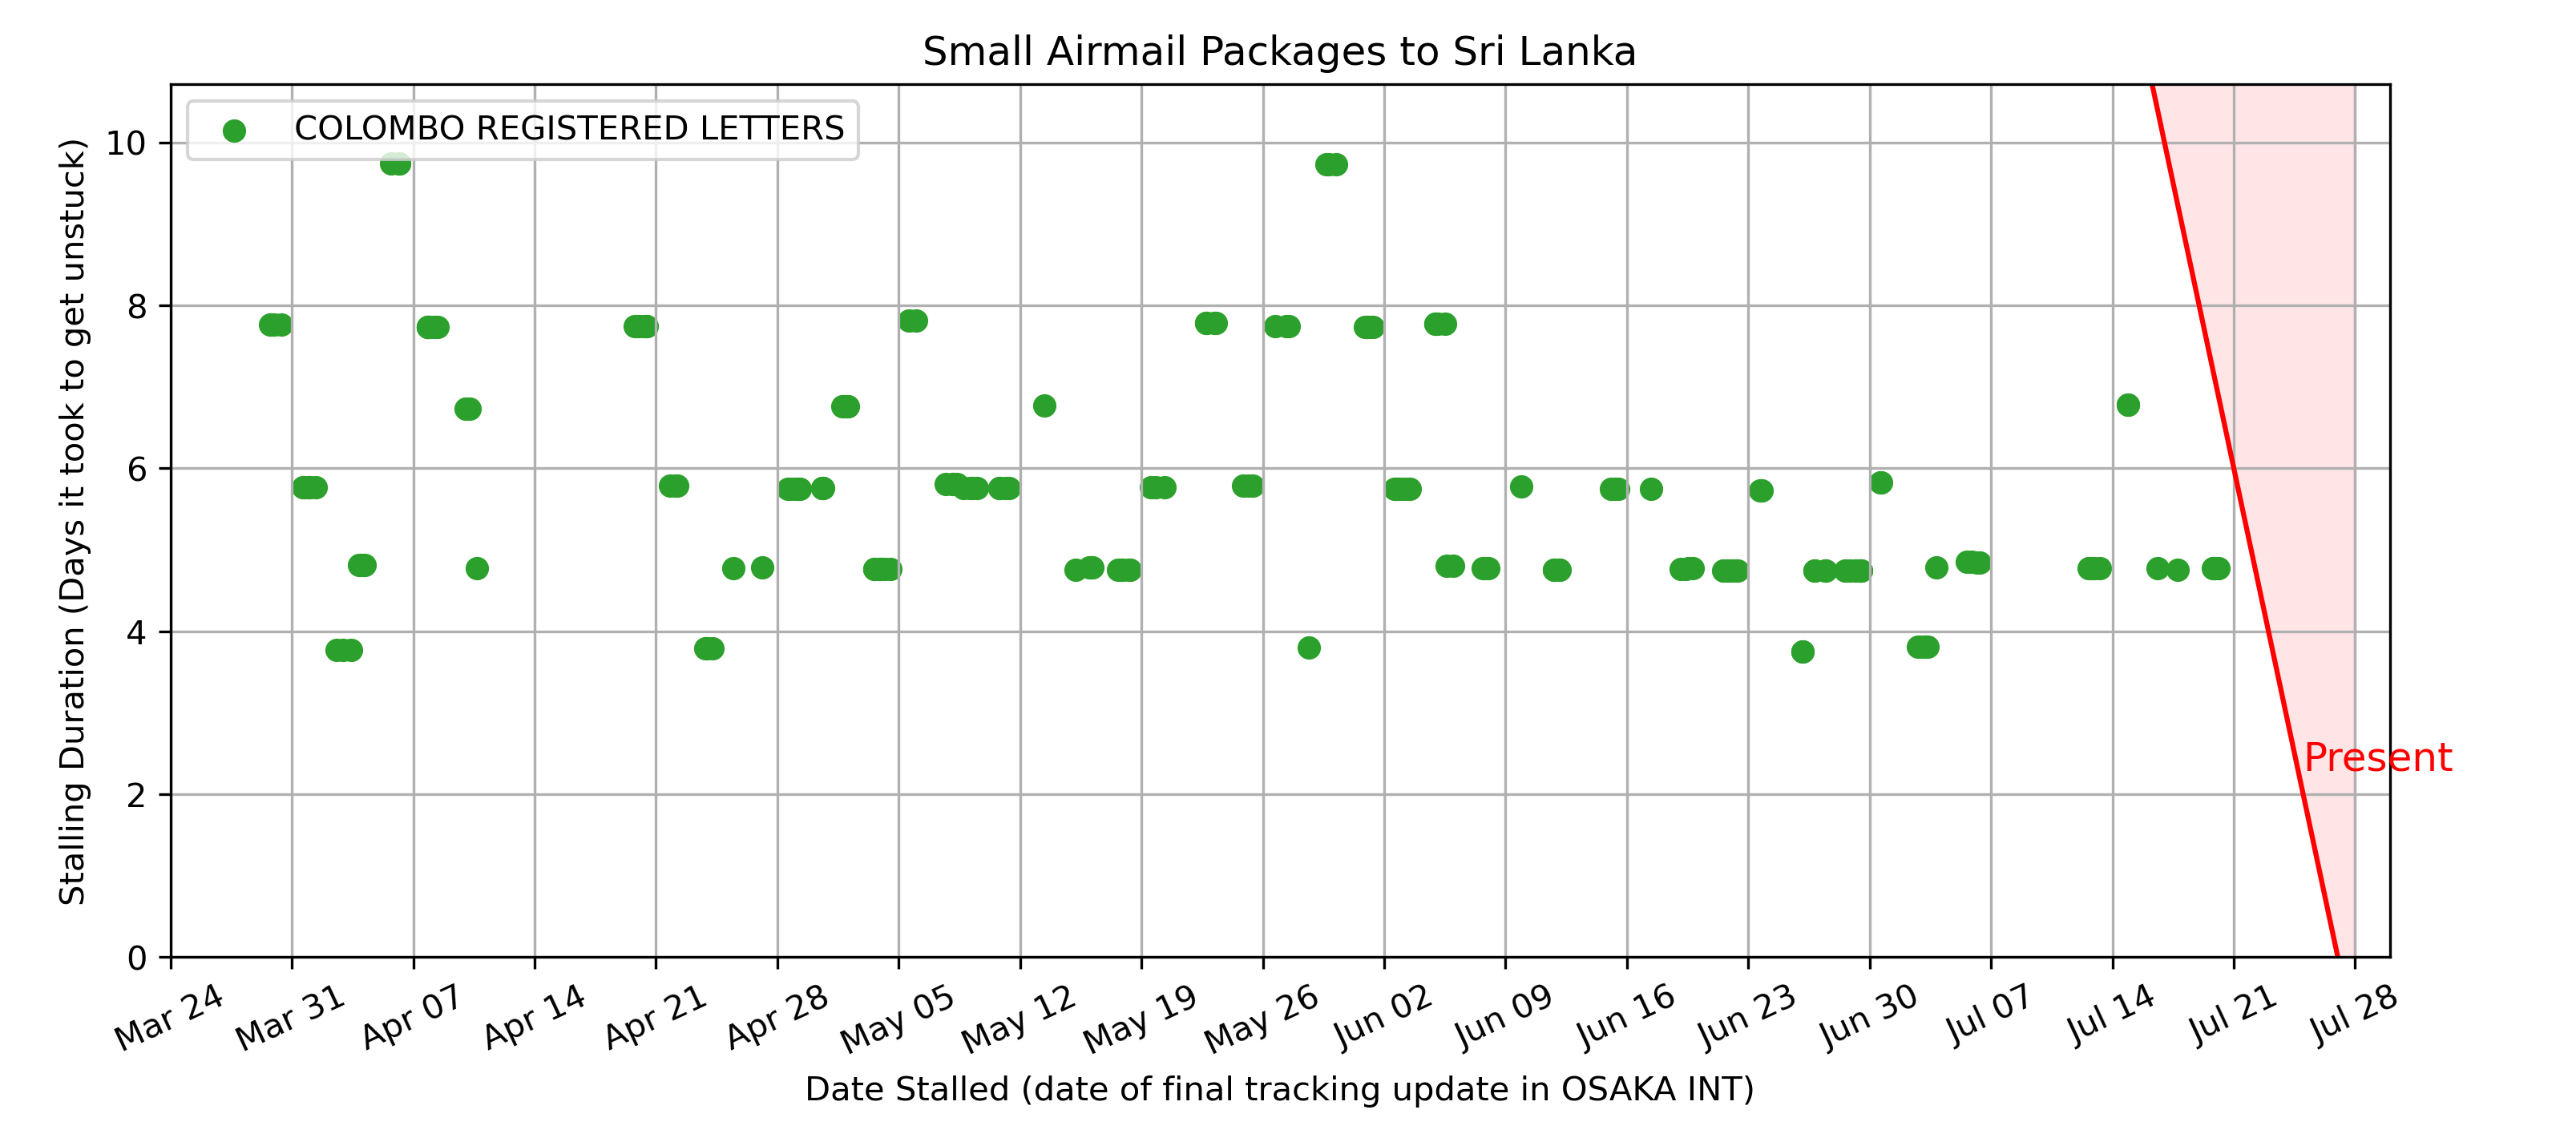 Small Airmail Packages to Sri Lanka
COLOMBO REGISTERED LETTERS
Stalling Duration (Days it took to get unstuck)
10
8
6
4
2
0
Present
Mar 24
Mar 31
Apr 07
Apr 14
Apr 21
Apr 28
May 05
May 12
May 19
May 26
Jun 02
Jun 09
Jun 16
Jun 23
Jun 30
Jul 07
Jul 14
Jul 21
Jul 28
Date Stalled (date of final tracking update in OSAKA INT)